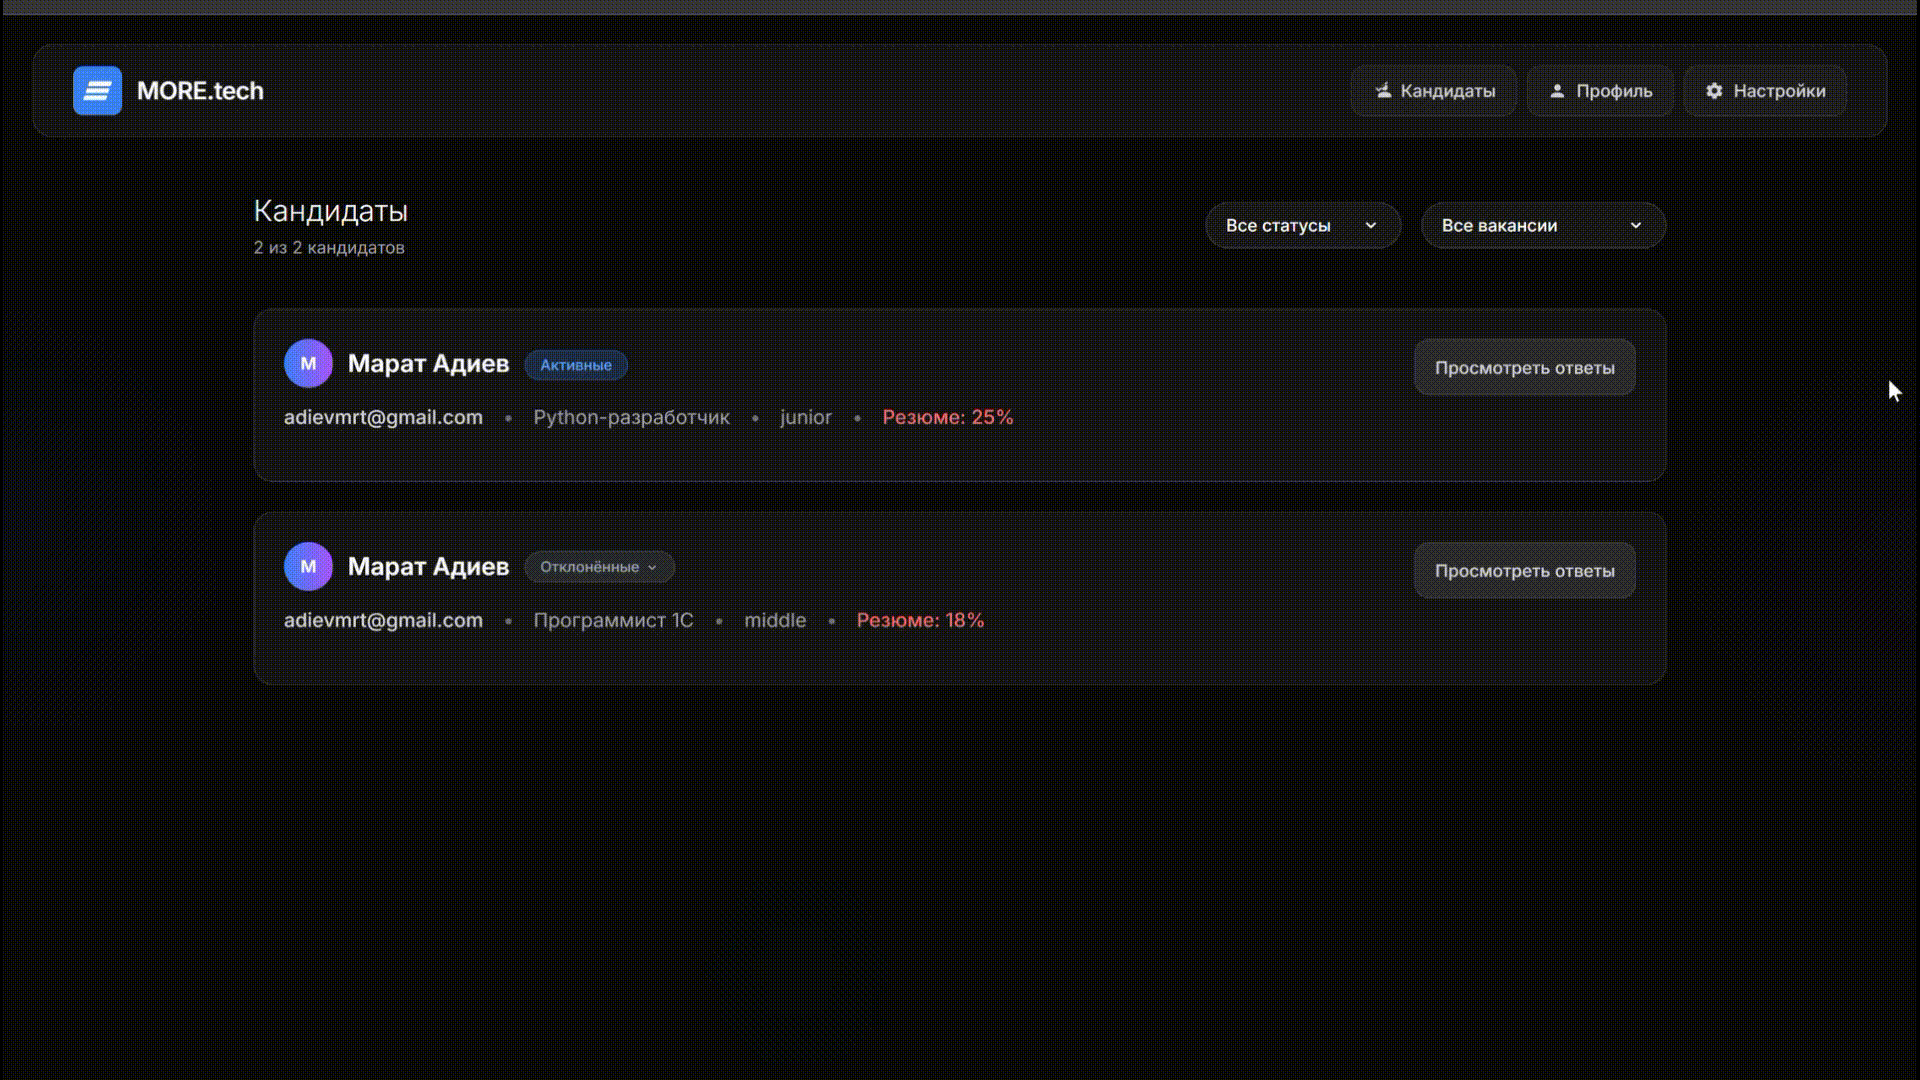 MORE.tech
Кандидаты
Профиль
Настройки
Кандидаты
2 из 2 кандидатов
Все статусы
Все вакансии
М
Марат Адиев
Активные
Просмотреть ответы
adievmrt@gmail.com • Python-разработчик • junior • Резюме: 25%
М
Марат Адиев
Отклонённые
Просмотреть ответы
adievmrt@gmail.com • Программист 1С • middle • Резюме: 18%